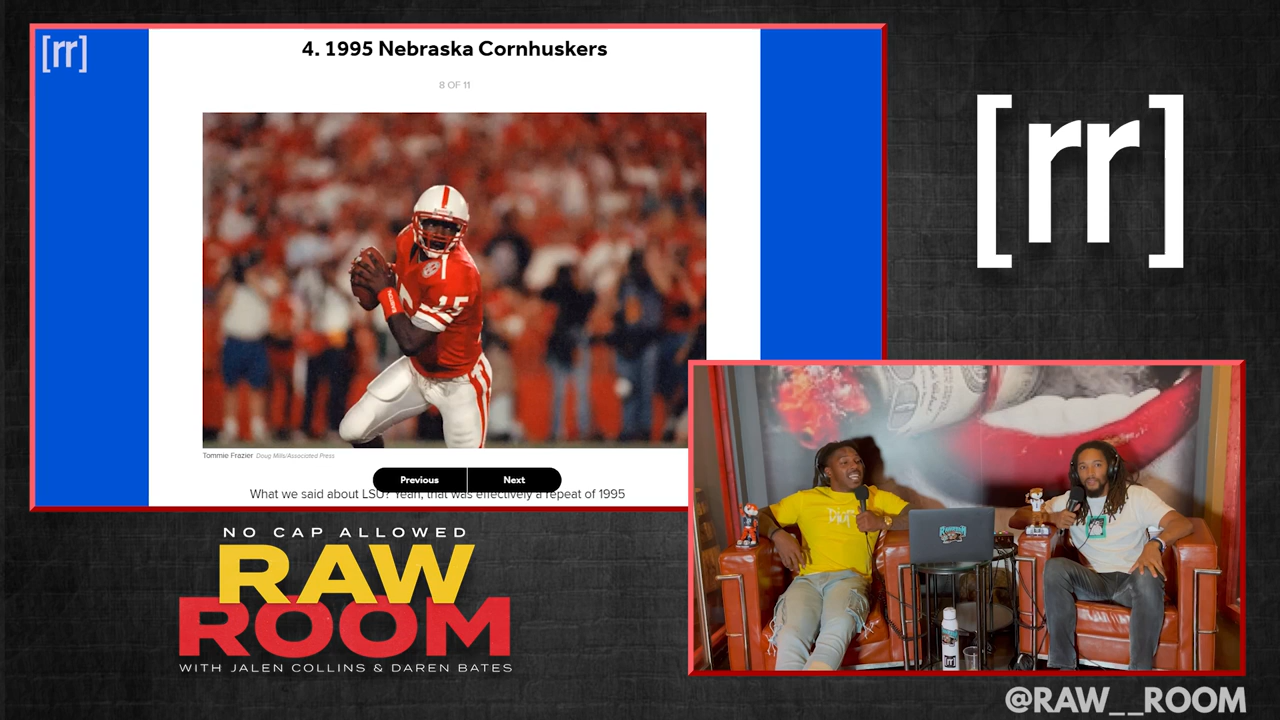 [rr]
4. 1995 Nebraska Cornhuskers
8 OF 11
15
Tommie Frazier Doug Mills/Associated Press
Previous Next
What we said about LSU? Yeah, that was effectively a repeat of 1995
[rr]
NO CAP ALLOWED
RAW
ROOM
WITH JALEN COLLINS & DAREN BATES
@RAW__ROOM